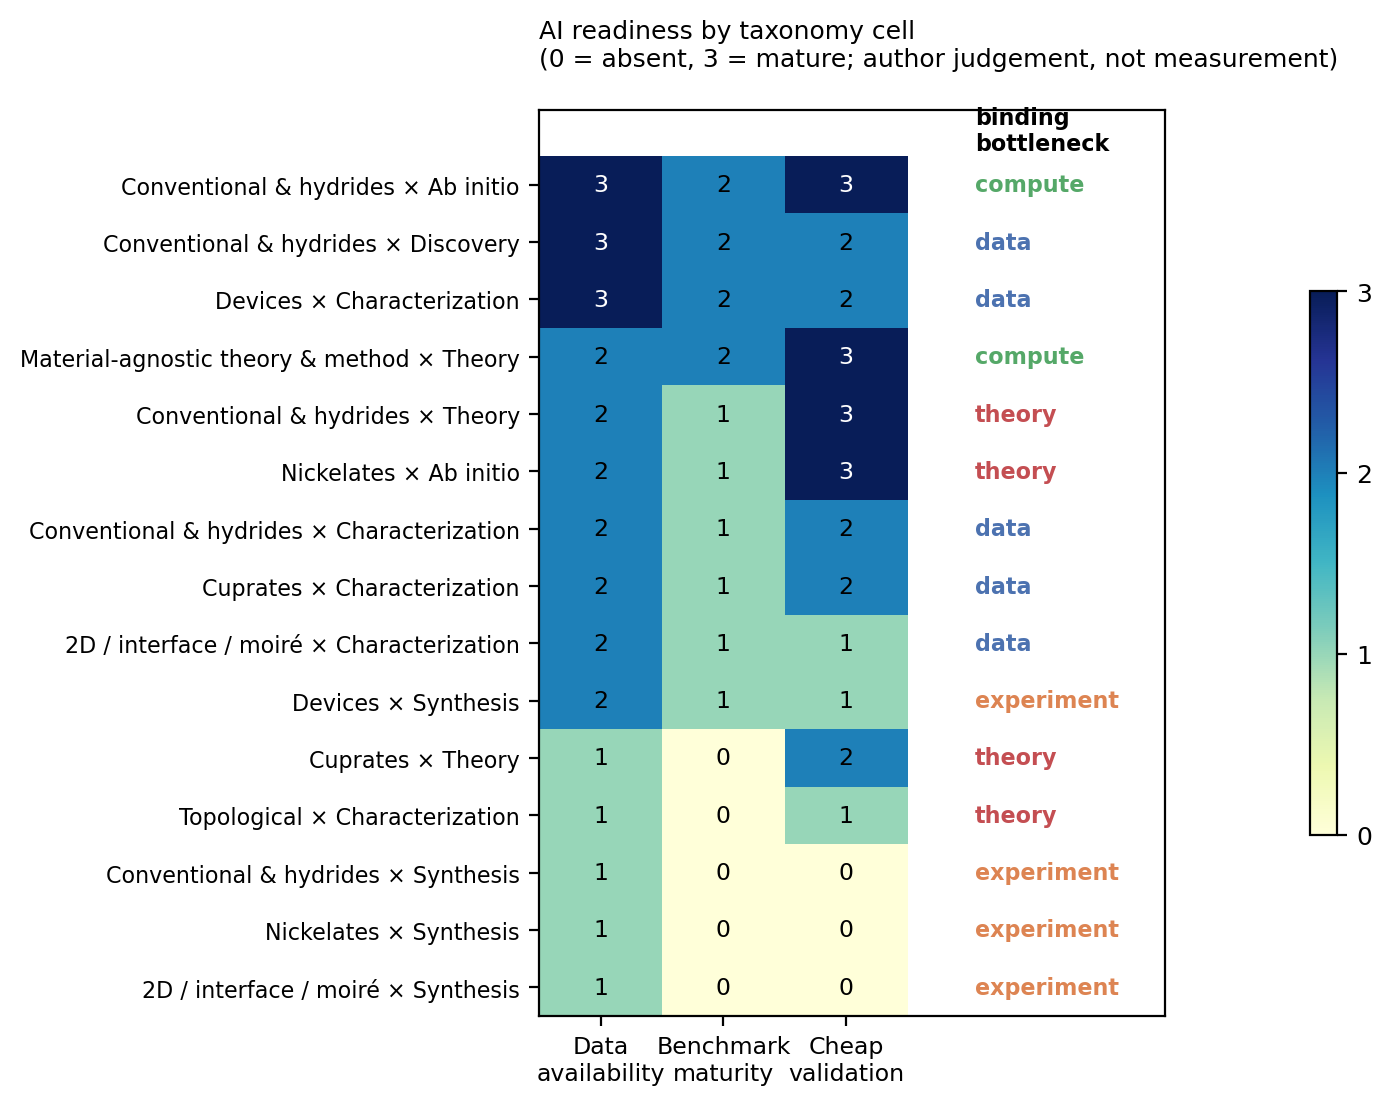 AI readiness by taxonomy cell
(0 = absent, 3 = mature; author judgement, not measurement)
binding
bottleneck
Conventional & hydrides × Ab initio 3 2 3 compute
Conventional & hydrides × Discovery 3 2 2 data
Devices × Characterization 3 2 2 data
Material-agnostic theory & method × Theory 2 2 3 compute
Conventional & hydrides × Theory 2 1 3 theory
Nickelates × Ab initio 2 1 3 theory
Conventional & hydrides × Characterization 2 1 2 data
Cuprates × Characterization 2 1 2 data
2D / interface / moiré × Characterization 2 1 1 data
Devices × Synthesis 2 1 1 experiment
Cuprates × Theory 1 0 2 theory
Topological × Characterization 1 0 1 theory
Conventional & hydrides × Synthesis 1 0 0 experiment
Nickelates × Synthesis 1 0 0 experiment
2D / interface / moiré × Synthesis 1 0 0 experiment
Data Benchmark Cheap
availability maturity validation
3
2
1
0